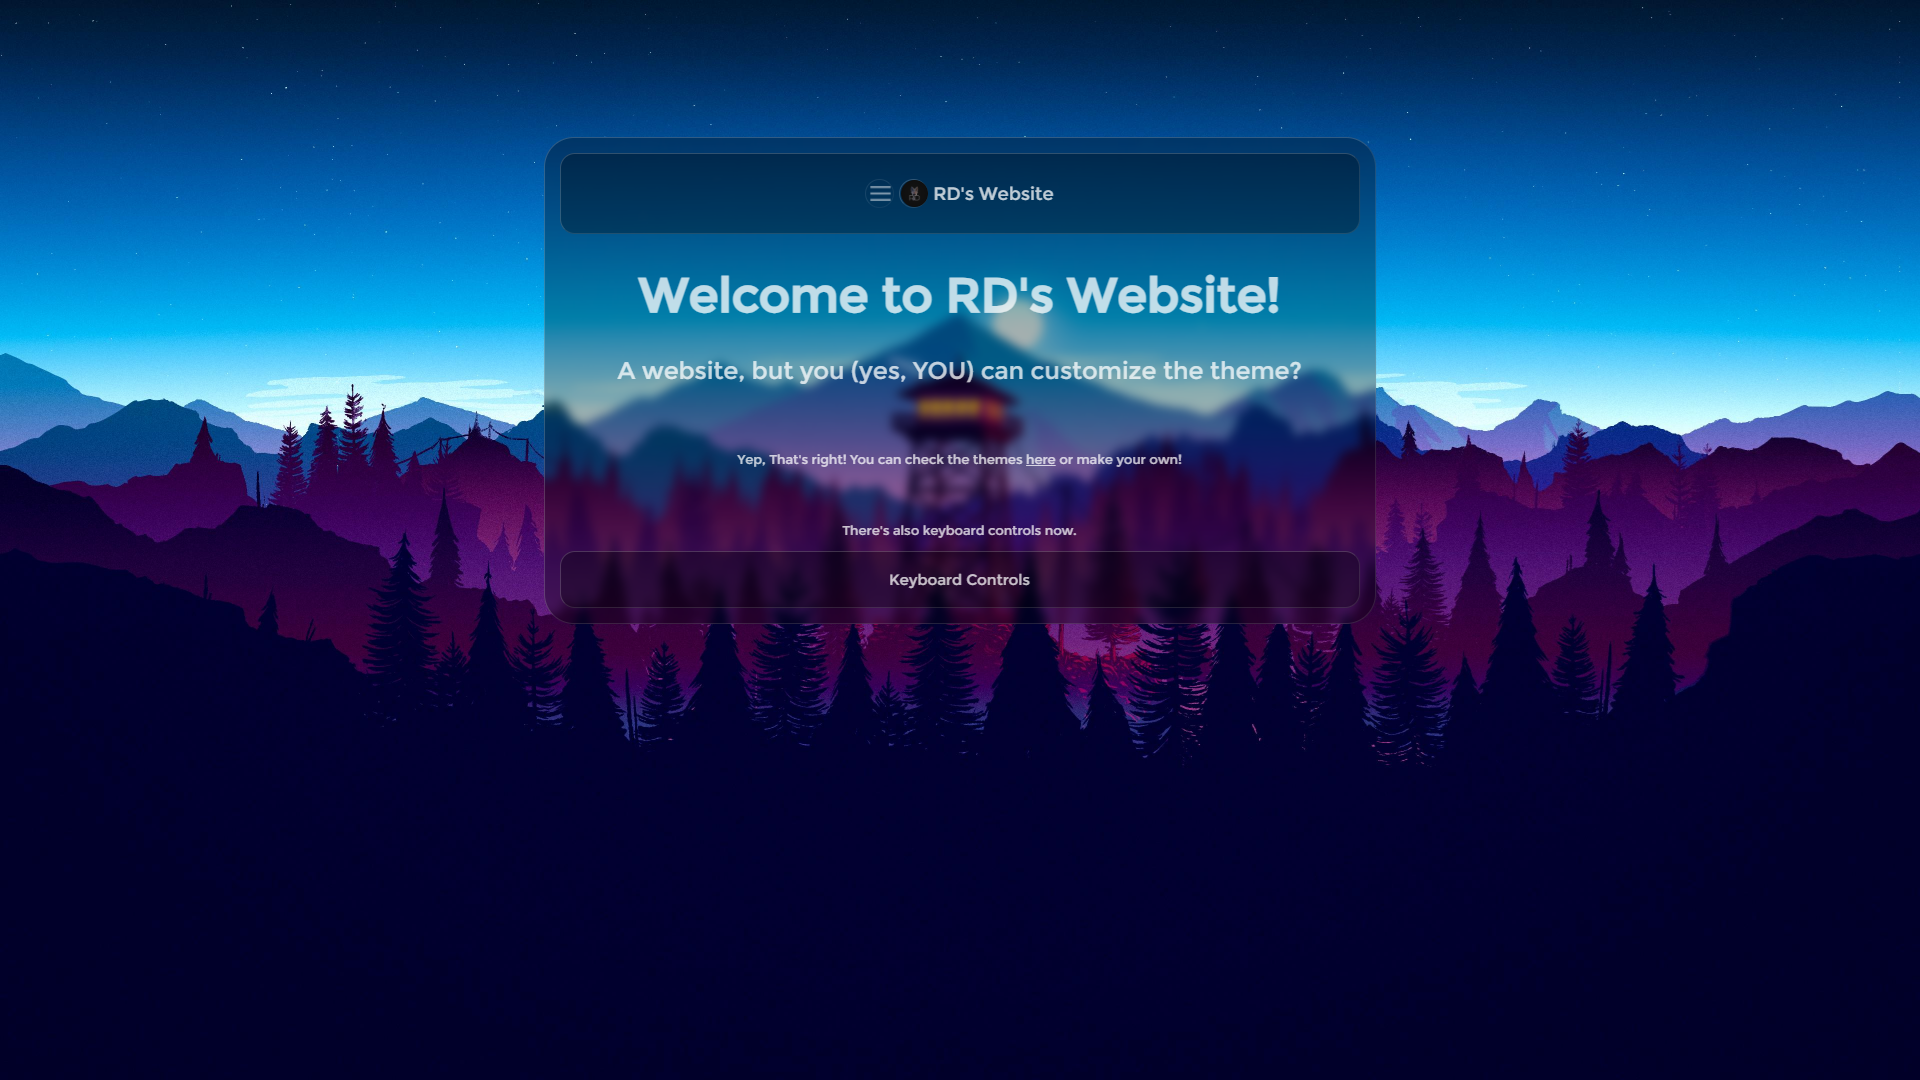 RD's Website
Welcome to RD's Website!
A website, but you (yes, YOU) can customize the theme?
Yep, That's right! You can check the themes here or make your own!
There's also keyboard controls now.
Keyboard Controls